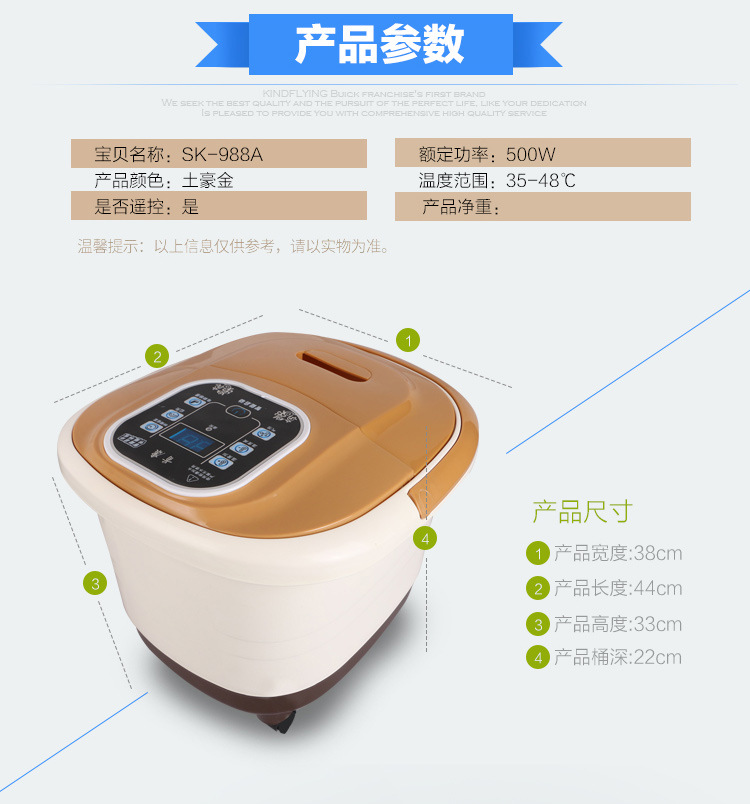 产品参数
KINDFLYING BUICK FRANCHISE'S FIRST BRAND
WE SEEK THE BEST QUALITY AND THE PURSUIT OF THE PERFECT LIFE, LIKE YOUR DEDICATION
IS PLEASED TO PROVIDE YOU WITH COMPREHENSIVE HIGH QUALITY SERVICE
宝贝名称：SK-988A
额定功率：500W
产品颜色：土豪金
温度范围：35-48℃
是否遥控：是
产品净重：
温馨提示：以上信息仅供参考，请以实物为准。
1
2
3
4
产品尺寸
1 产品宽度:38cm
2 产品长度:44cm
3 产品高度:33cm
4 产品桶深:22cm